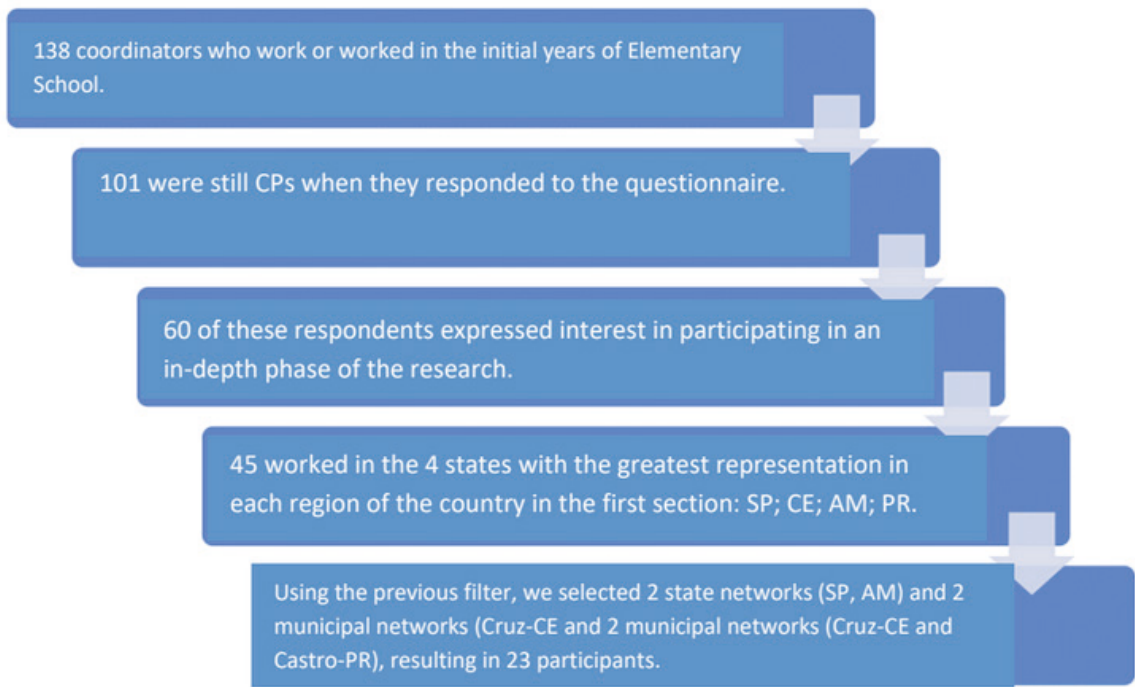 138 coordinators who work or worked in the initial years of Elementary
School.
101 were still CPs when they responded to the questionnaire.
60 of these respondents expressed interest in participating in an
in-depth phase of the research.
45 worked in the 4 states with the greatest representation in
each region of the country in the first section: SP; CE; AM; PR.
Using the previous filter, we selected 2 state networks (SP, AM) and 2
municipal networks (Cruz-CE and 2 municipal networks (Cruz-CE and
Castro-PR), resulting in 23 participants.